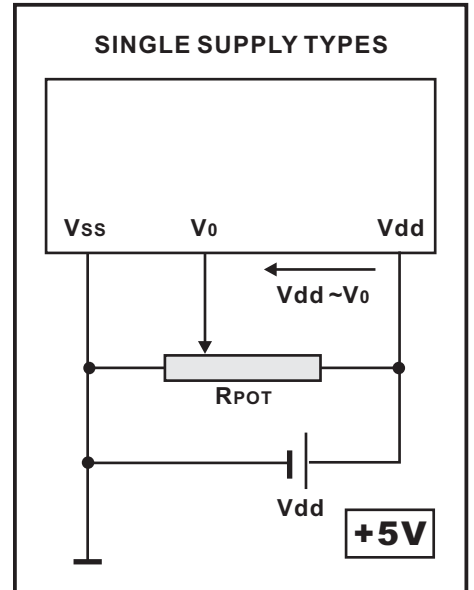 SINGLE SUPPLY TYPES
Vss V0 Vdd
Vdd ~V0
RPOT
Vdd
+5V